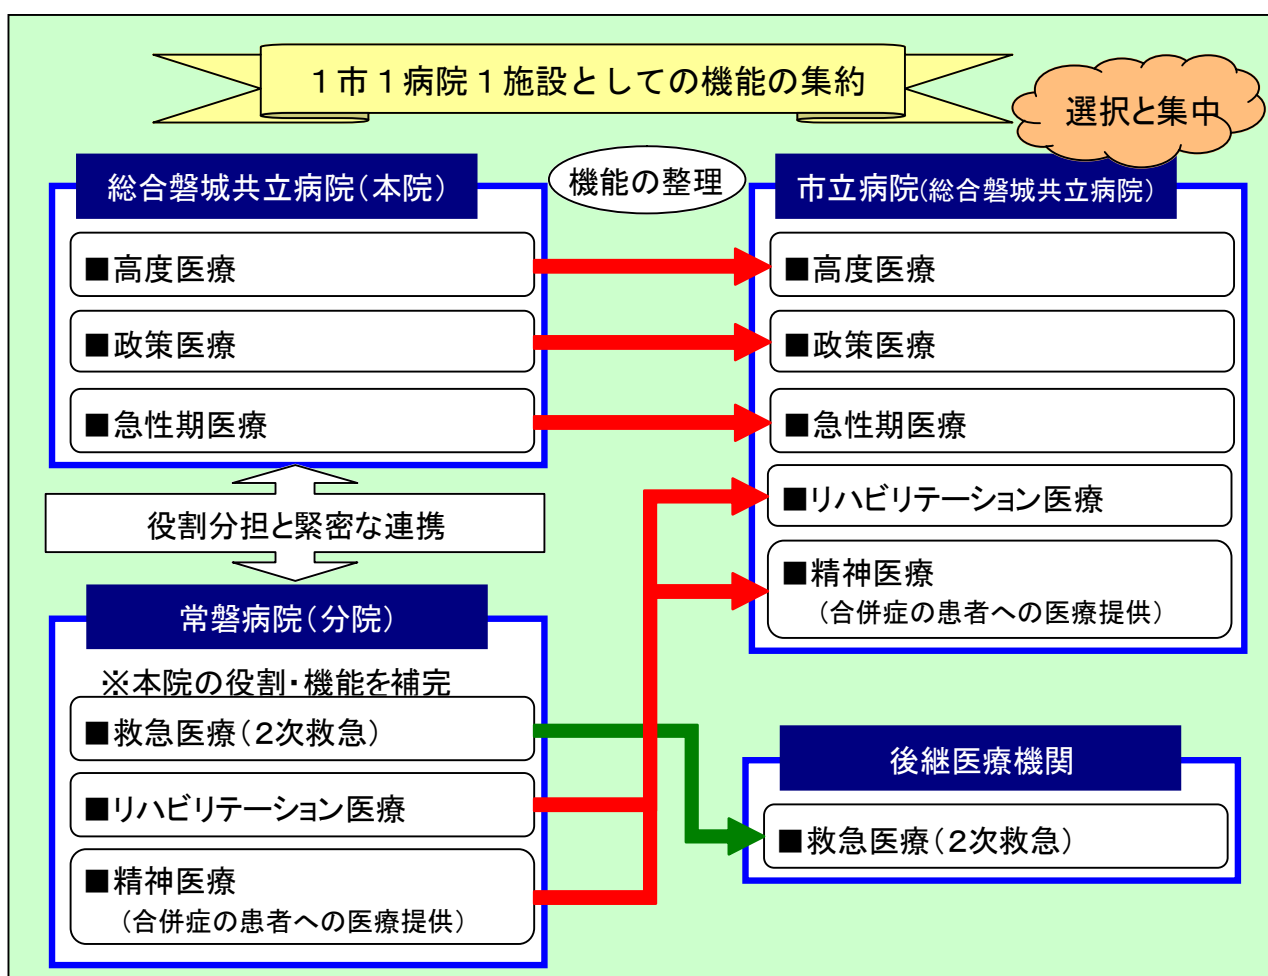 １市１病院１施設としての機能の集約
選択と集中
総合磐城共立病院（本院）
機能の整理
市立病院（総合磐城共立病院）
■高度医療
■政策医療
■急性期医療
役割分担と緊密な連携
常磐病院（分院）
※本院の役割・機能を補完
■救急医療（２次救急）
■リハビリテーション医療
■精神医療
（合併症の患者への医療提供）
■高度医療
■政策医療
■急性期医療
■リハビリテーション医療
■精神医療
（合併症の患者への医療提供）
後継医療機関
■救急医療（２次救急）